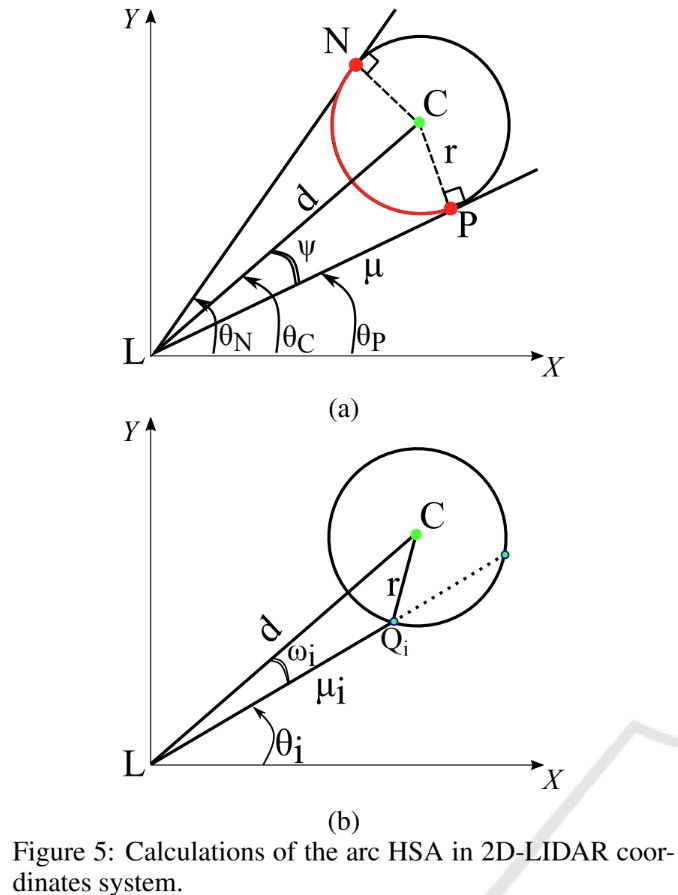 Y
N
C
r
d
P
ψ
μ
θN θC θP
L
X
(a)
Y
C
r
d
Qi
ωi
μi
θi
L
X
(b)
Figure 5: Calculations of the arc HSA in 2D-LIDAR coor-
dinates system.